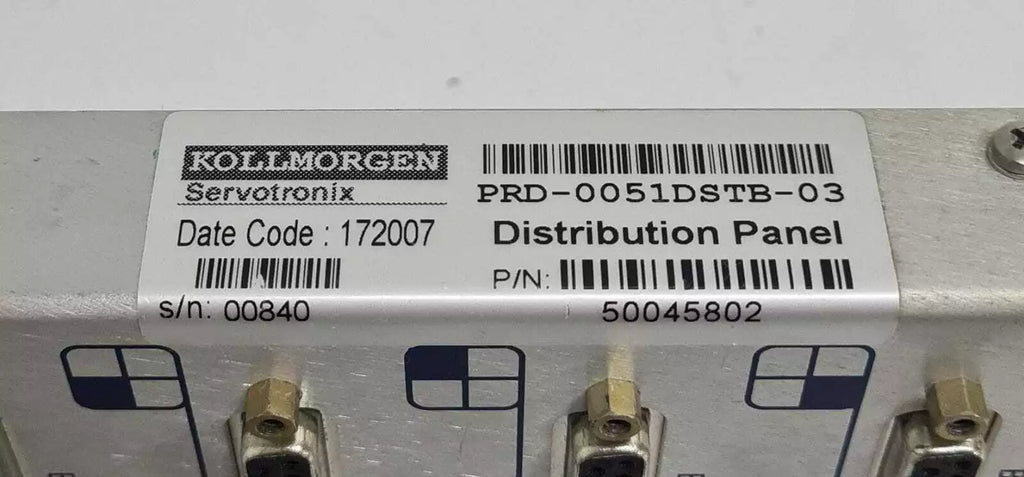 KOLLMORGEN
Servotronix
Date Code : 172007
s/n: 00840
PRD-0051DSTB-03
Distribution Panel
P/N:
50045802